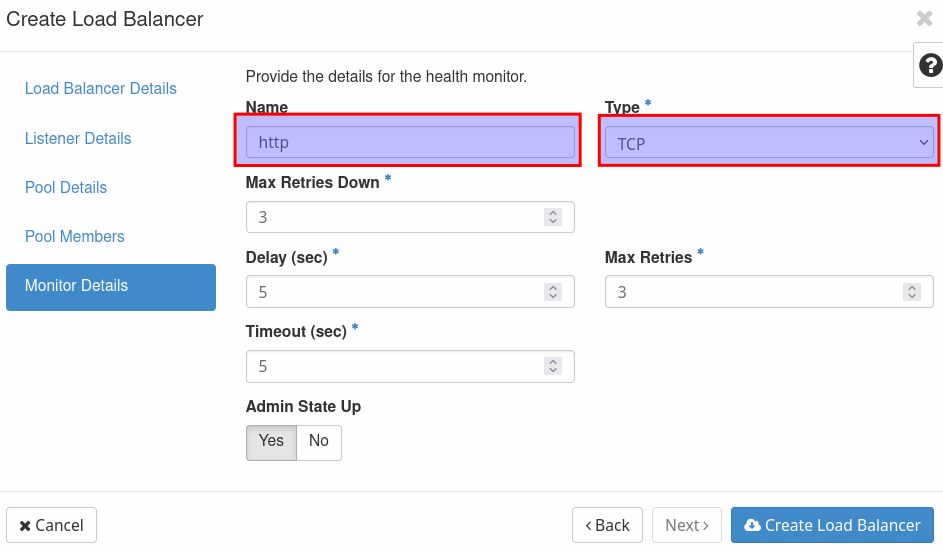 Create Load Balancer
Load Balancer Details
Listener Details
Pool Details
Pool Members
Monitor Details
Provide the details for the health monitor.
Name
http
Type *
TCP
Max Retries Down *
3
Delay (sec) *
5
Max Retries *
3
Timeout (sec) *
5
Admin State Up
Yes No
Cancel
Back
Next
Create Load Balancer